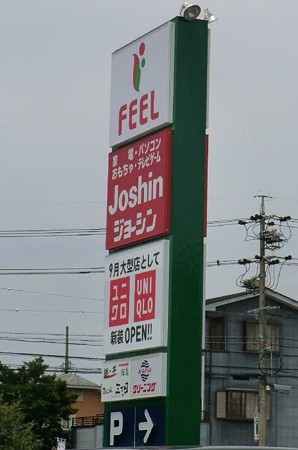 FEEL
家電・パソコン
おもちゃ・テレビゲーム
Joshin
ジョーシン
9月大型店として
ユニ UNI
クロ QLO
新装OPEN!!
クリーニング
P →